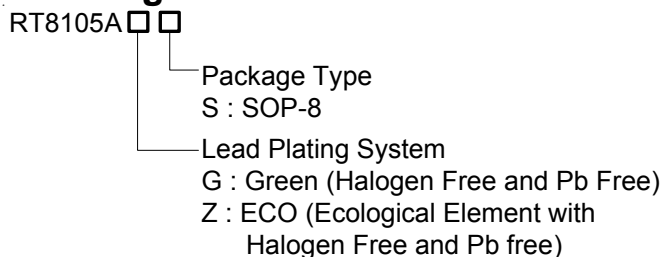 RT8105A
Package Type
S : SOP-8
Lead Plating System
G : Green (Halogen Free and Pb Free)
Z : ECO (Ecological Element with
Halogen Free and Pb free)